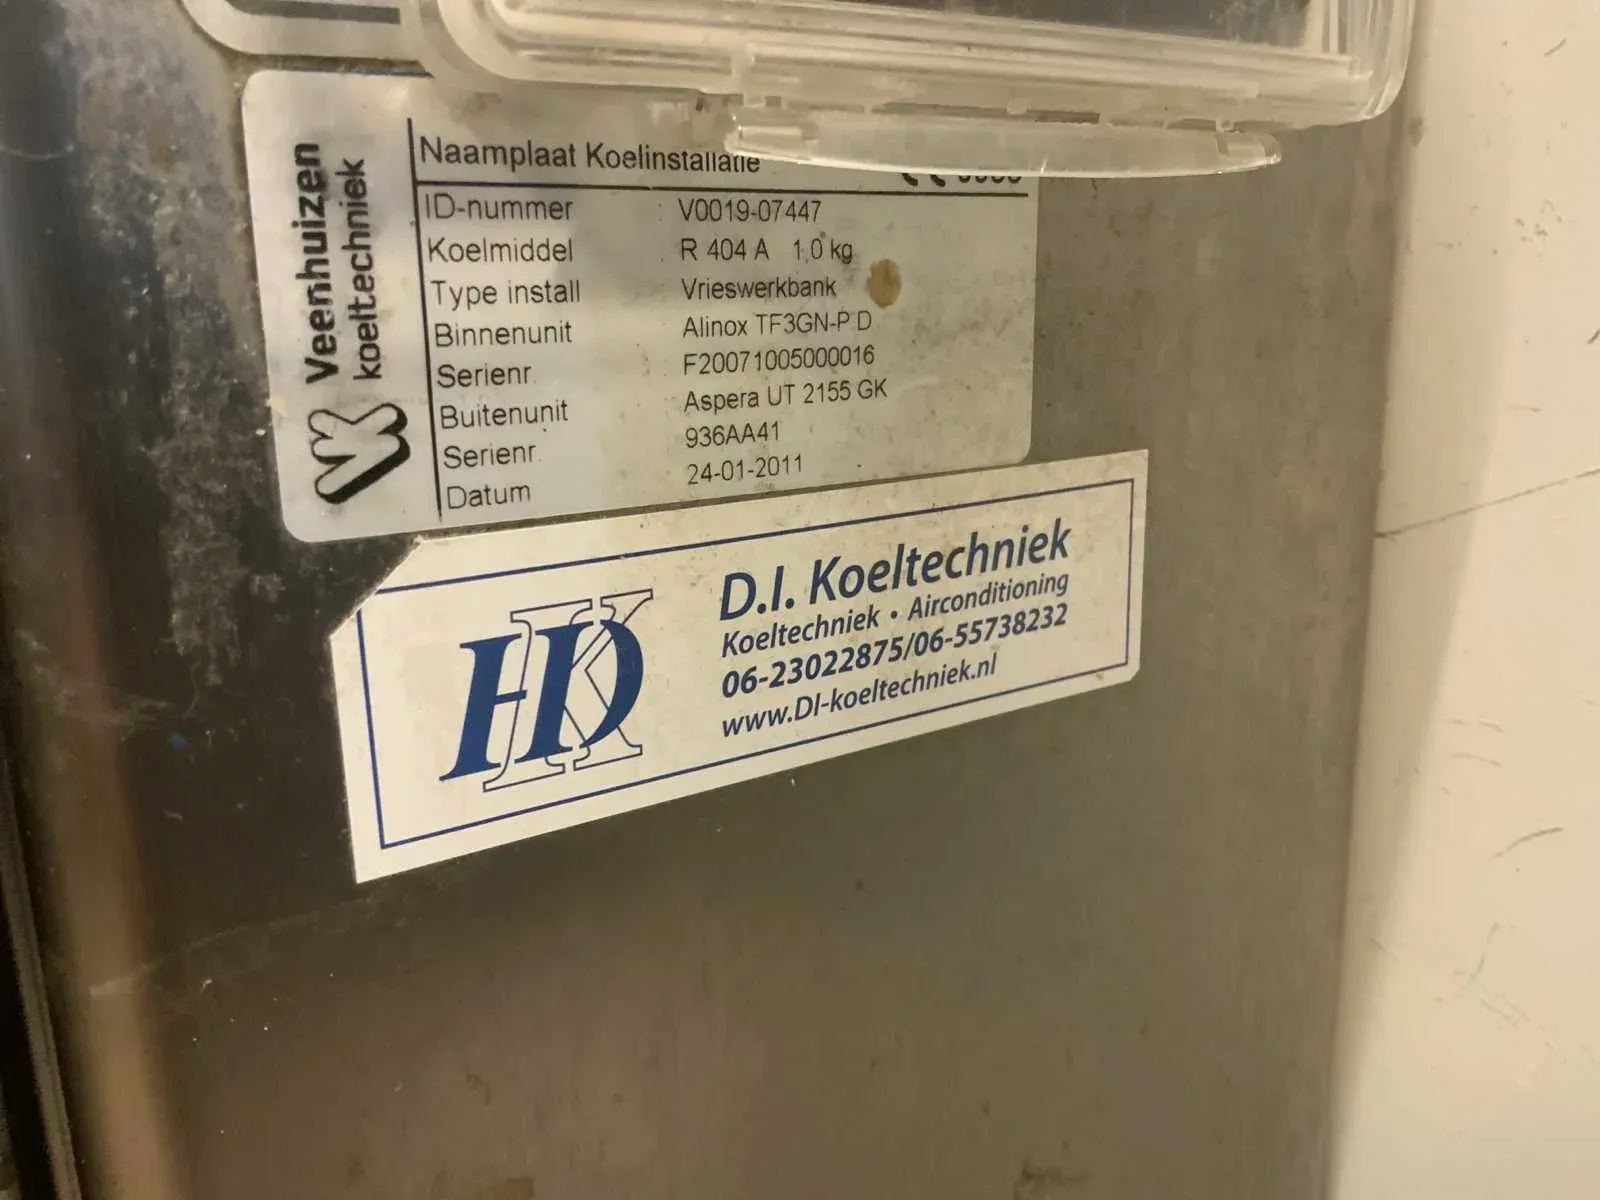 Veenhuizen
koeltechniek
Naamplaat Koelinstallatie
ID-nummer : V0019-07447
Koelmiddel : R 404 A 1,0 kg
Type install : Vrieswerkbank
Binnenunit : Alinox TF3GN-P D
Serienr. : F20071005000016
Buitenunit : Aspera UT 2155 GK
Serienr. : 936AA41
Datum : 24-01-2011
HDK
D.I. Koeltechniek
Koeltechniek • Airconditioning
06-23022875/06-55738232
www.DI-koeltechniek.nl